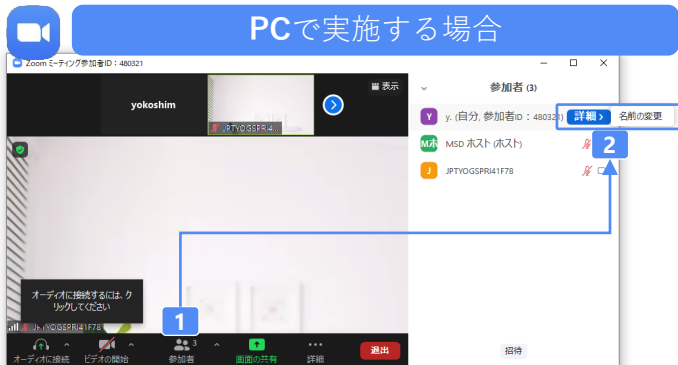 PCで実施する場合
Zoom ミーティング参加者ID：480321
表示
yokoshim
JPTYOGSPRI4...
参加者 (3)
Y y. (自分, 参加者ID：480321) 詳細 名前の変更
Mホ MSD ホスト (ホスト)
2
J JPTYOGSPRI41F78
オーディオに接続するには、ク
リックしてください
JPTYOGSPRI41F78
1
3
オーディオに接続 ビデオの開始 参加者 画面の共有 詳細 退出
招待